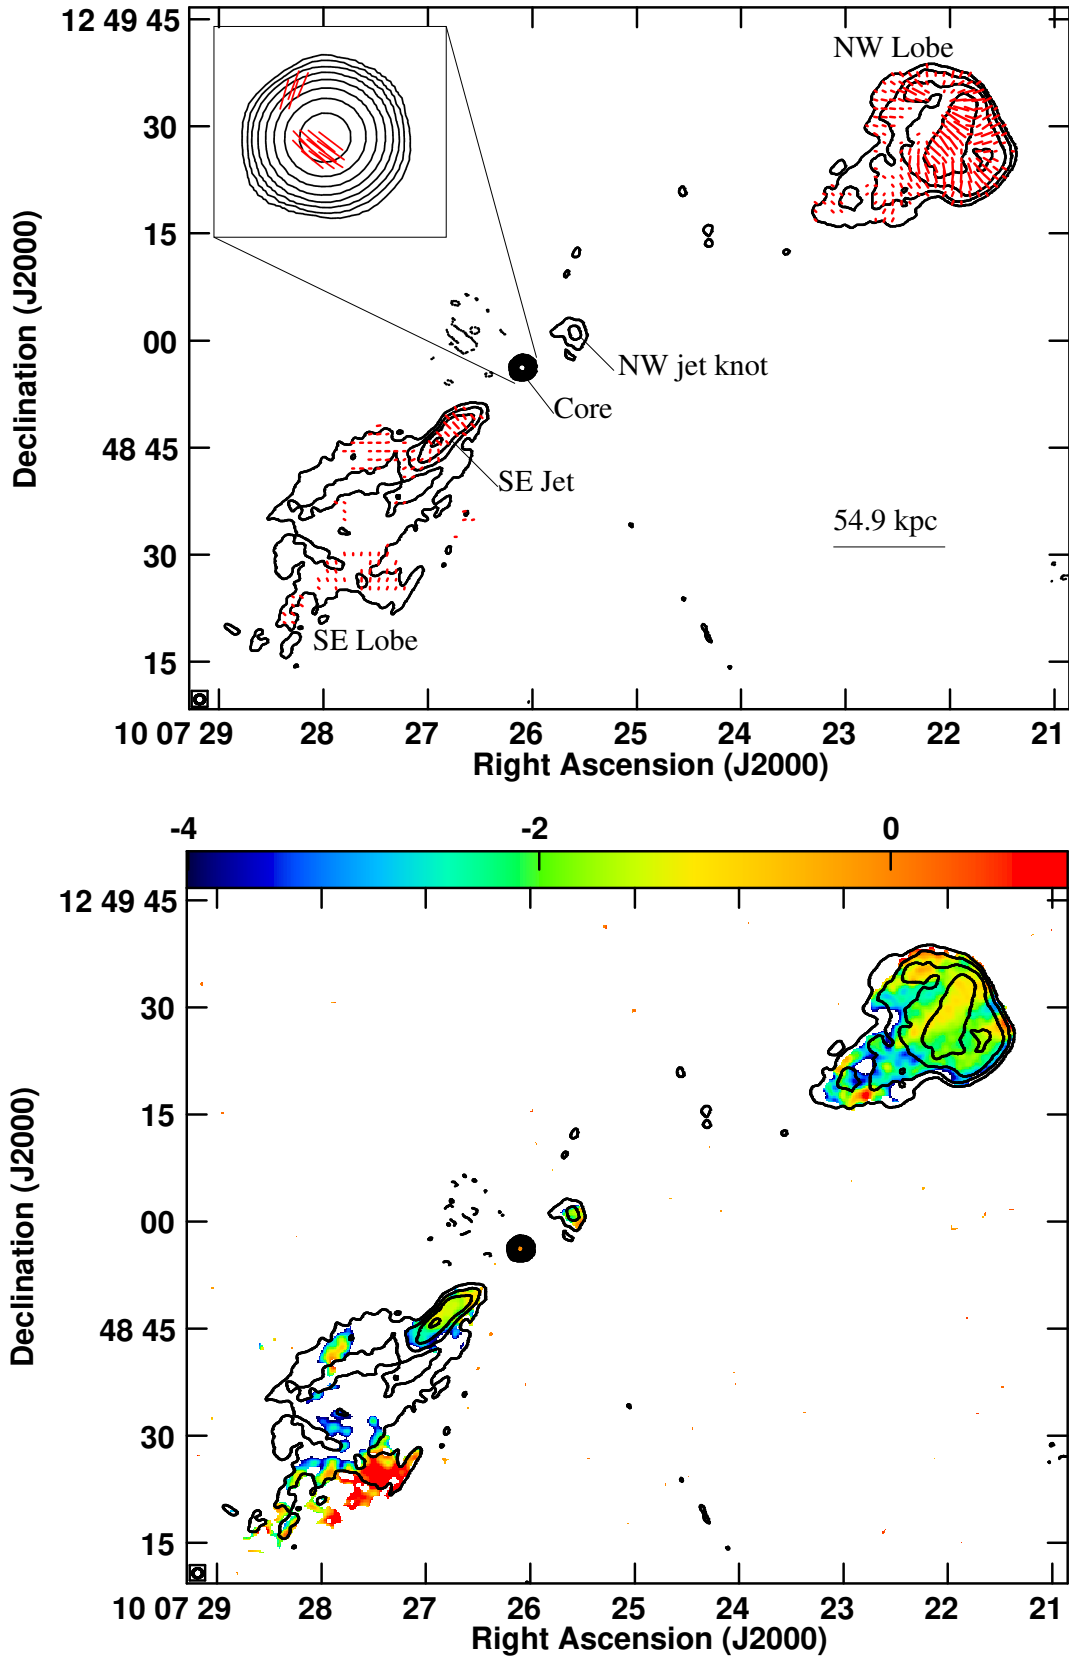 12 49 45
NW Lobe
30
15
00
NW jet knot
Core
48 45
SE Jet
54.9 kpc
30
SE Lobe
15
Declination (J2000)
10 07 29 28 27 26 25 24 23 22 21
Right Ascension (J2000)
-4 -2 0
12 49 45
30
15
00
48 45
30
15
Declination (J2000)
10 07 29 28 27 26 25 24 23 22 21
Right Ascension (J2000)